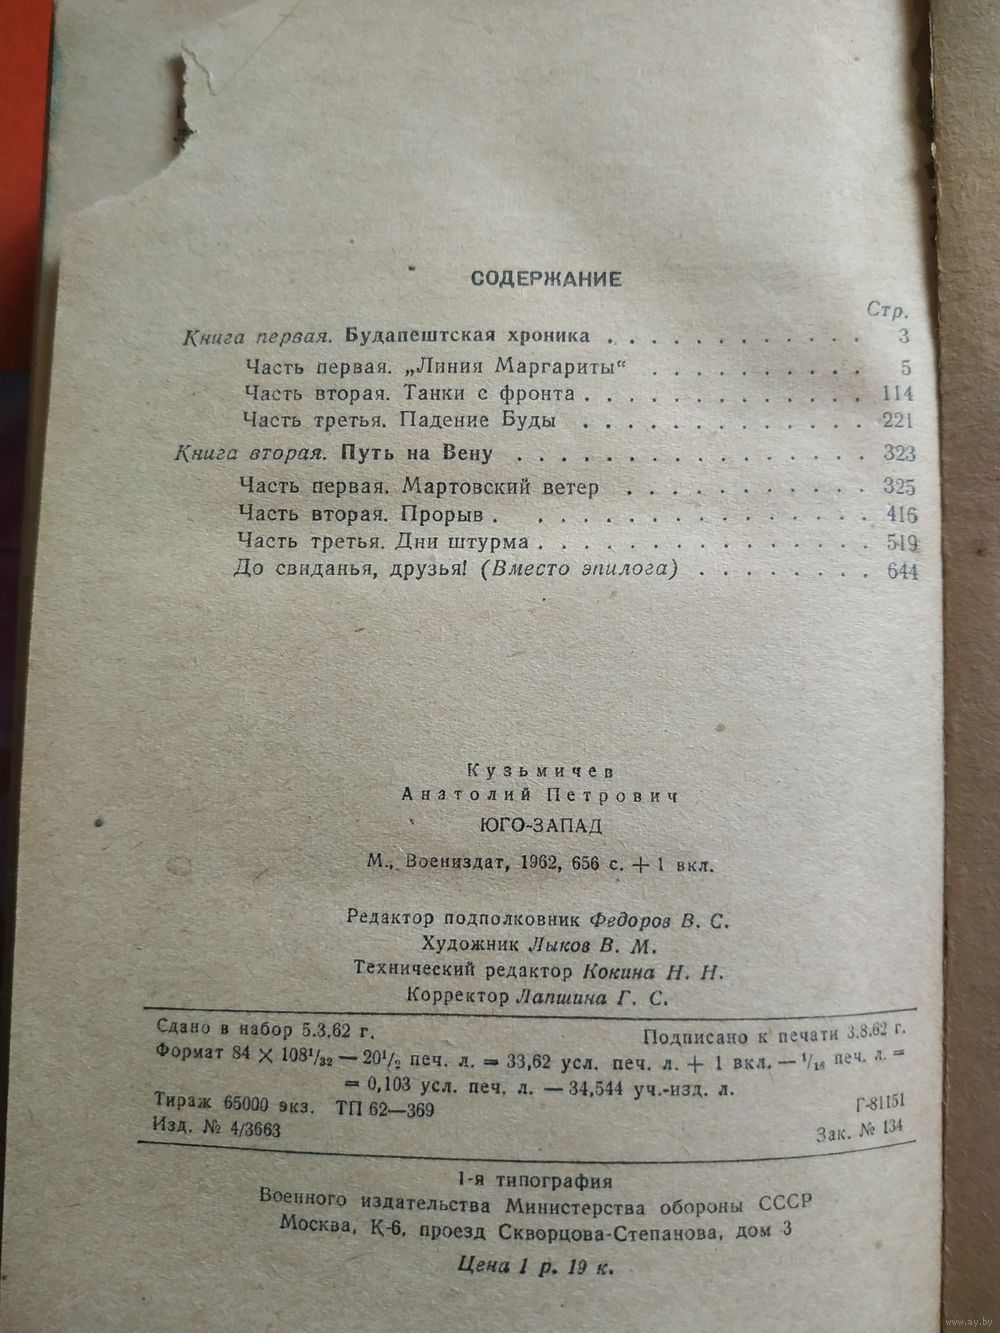 СОДЕРЖАНИЕ
Стр.
Книга первая. Будапештская хроника . . . . . . . . . . . . 3
Часть первая. „Линия Маргариты“ . . . . . . . . . . 5
Часть вторая. Танки с фронта . . . . . . . . . . . . . 114
Часть третья. Падение Буды . . . . . . . . . . . . . 221
Книга вторая. Путь на Вену . . . . . . . . . . . . . . . . 323
Часть первая. Мартовский ветер . . . . . . . . . . . 325
Часть вторая. Прорыв . . . . . . . . . . . . . . . . 416
Часть третья. Дни штурма . . . . . . . . . . . . . . . 519
До свиданья, друзья! (Вместо эпилога) . . . . . . . . 644
Кузьмичев
Анатолий Петрович
ЮГО-ЗАПАД
М., Воениздат, 1962, 656 с. + 1 вкл.
Редактор подполковник Федоров В. С.
Художник Лыков В. М.
Технический редактор Кокина Н. Н.
Корректор Лапшина Г. С.
Сдано в набор 5.3.62 г. Подписано к печати 3.8.62 г.
Формат 84 × 108¹/₃₂ — 20¹/₂ печ. л. = 33,62 усл. печ. л. + 1 вкл. — ¹/₁₆ печ. л. =
= 0,103 усл. печ. л. — 34,544 уч.-изд. л.
Тираж 65000 экз. ТП 62—369 Г-81151
Изд. № 4/3663 Зак. № 134
1-я типография
Военного издательства Министерства обороны СССР
Москва, К-6, проезд Скворцова-Степанова, дом 3
Цена 1 р. 19 к.
www.ay.by